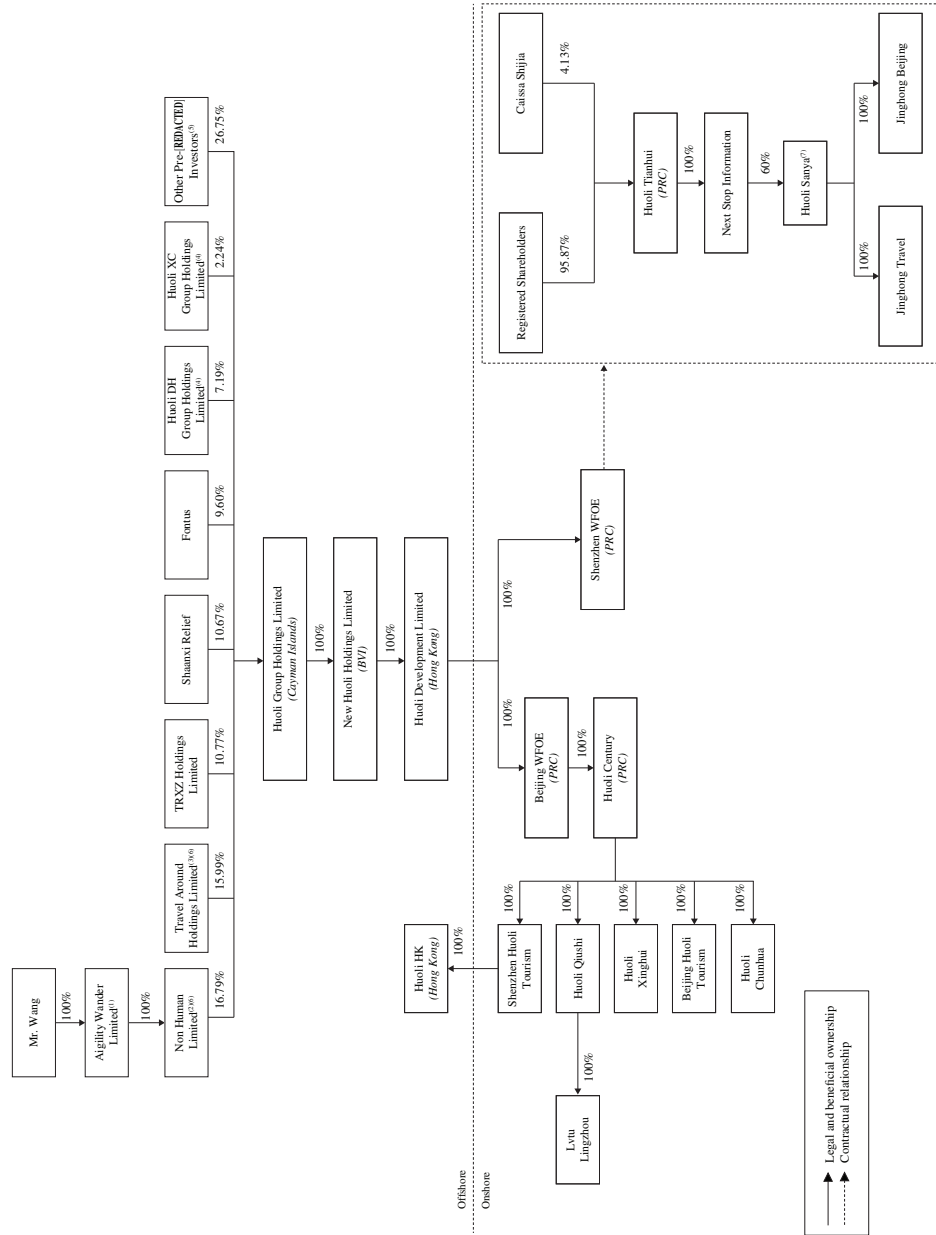 Mr. Wang
100%
Aigility Wander
Limited(1)
100%
Non Human
Limited(2)(6)
Travel Around
Holdings Limited(3)(6)
TRXZ Holdings
Limited
Shaanxi Relief
Fontus
Huoli DH
Group Holdings
Limited(4)
Huoli XC
Group Holdings
Limited(4)
Other Pre-[REDACTED]
Investors(5)
16.79%
15.99%
10.77%
10.67%
9.60%
7.19%
2.24%
26.75%
Huoli Group Holdings Limited
(Cayman Islands)
100%
New Huoli Holdings Limited
(BVI)
100%
Huoli Development Limited
(Hong Kong)
Huoli HK
(Hong Kong)
100%
Offshore
Onshore
100%
100%
Beijing WFOE
(PRC)
100%
Huoli Century
(PRC)
Shenzhen WFOE
(PRC)
100%
100%
100%
100%
100%
Shenzhen Huoli
Tourism
Huoli Qiushi
Huoli
Xinghui
Beijing Huoli
Tourism
Huoli
Chunhua
100%
Lvtu
Lingzhou
Registered Shareholders
Caissa Shijia
95.87%
4.13%
Huoli Tianhui
(PRC)
100%
Next Stop Information
60%
Huoli Sanya(7)
100%
100%
Jinghong Travel
Jinghong Beijing
Legal and beneficial ownership
Contractual relationship